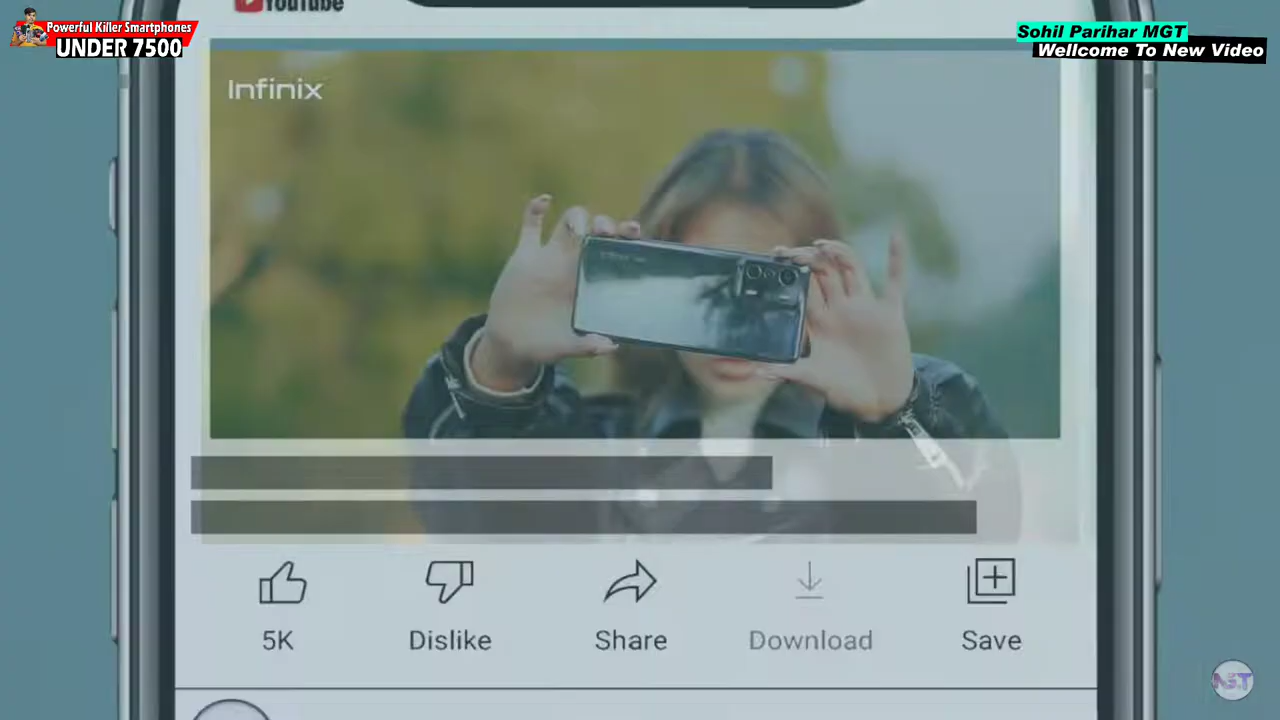 YouTube
Powerful Killer Smartphones
UNDER 7500
Sohil Parihar MGT
Wellcome To New Video
Infinix
5K
Dislike
Share
Download
Save
MGT